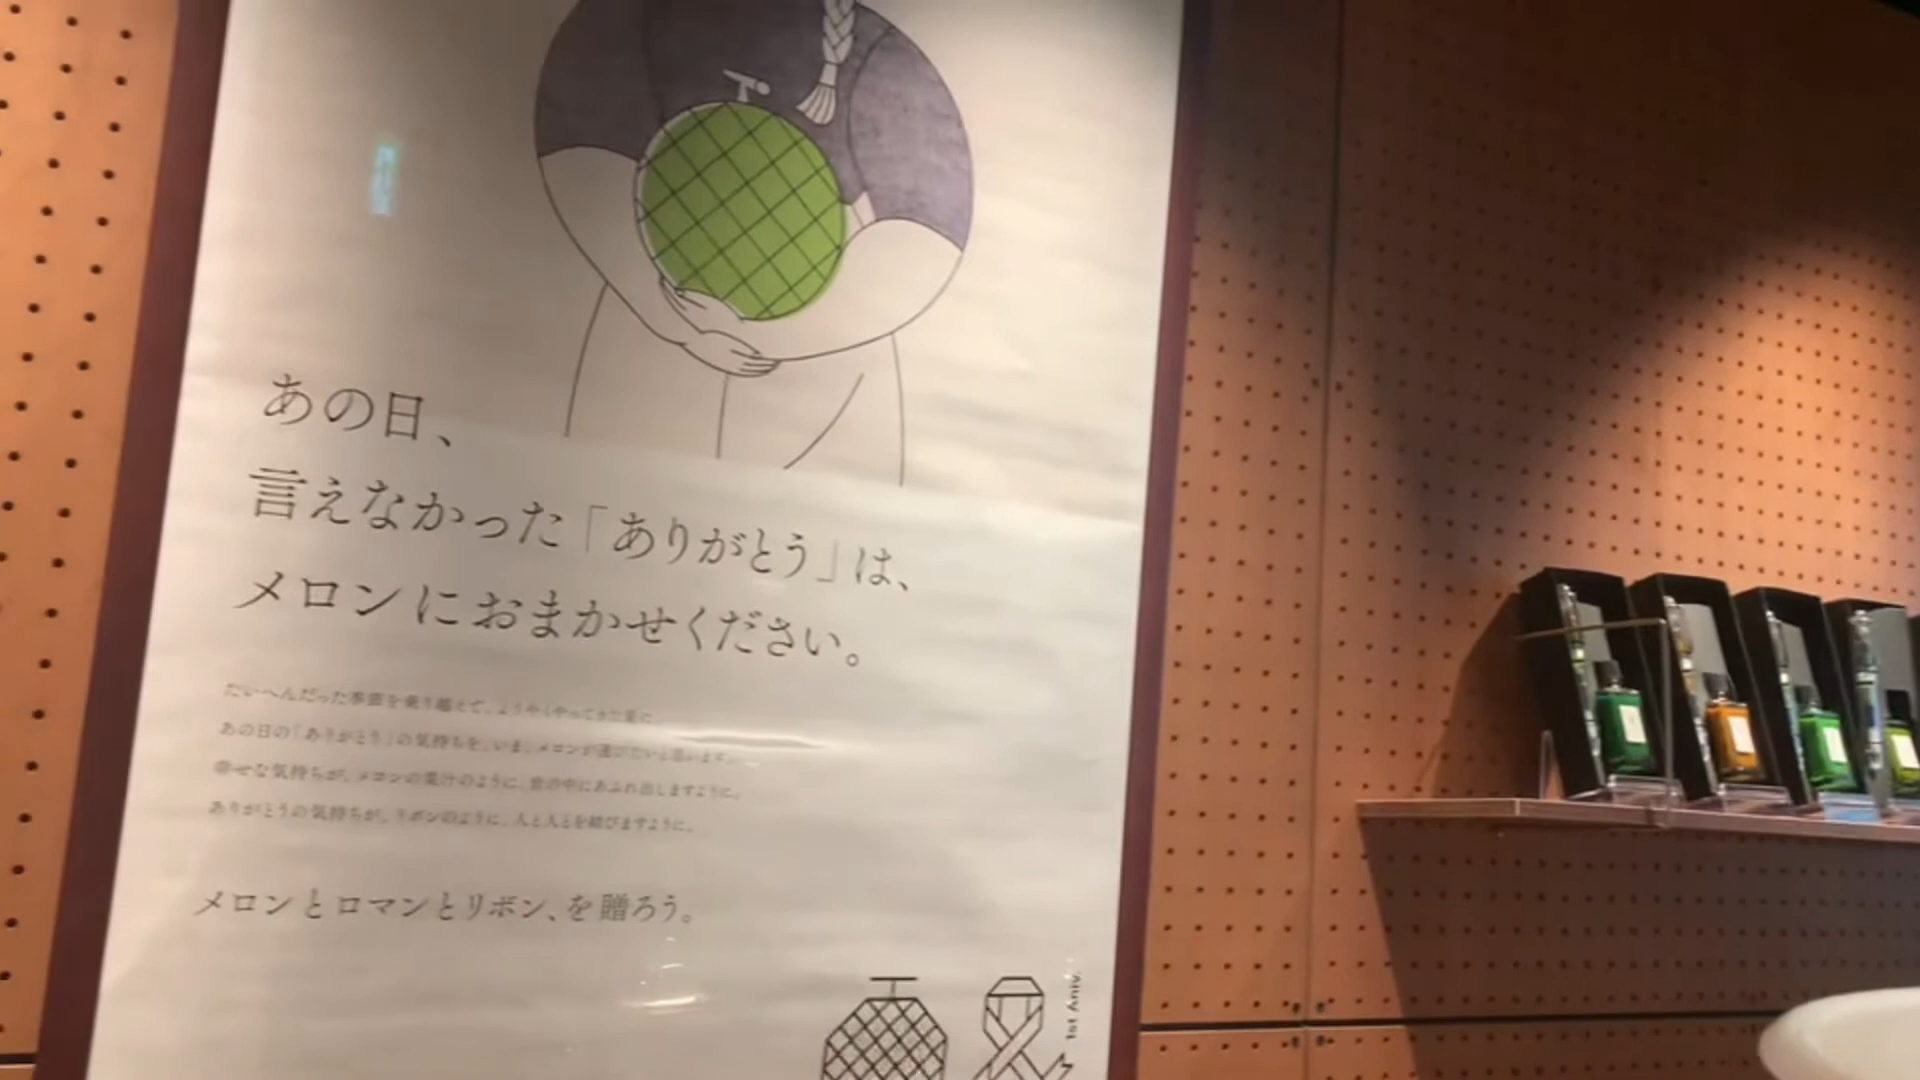 あの日、
言えなかった「ありがとう」は、
メロンにおまかせください。
たいへんだった季節を乗り越えて、ようやくやってきた夏に、
あの日の「ありがとう」の気持ちを、いま、メロンが運びたいと思います。
幸せな気持ちが、メロンの果汁のように、世の中にあふれ出しますように。
ありがとうの気持ちが、リボンのように、人と人とを結びますように。
メロンとロマンとリボン、を贈ろう。
1st Aniv.